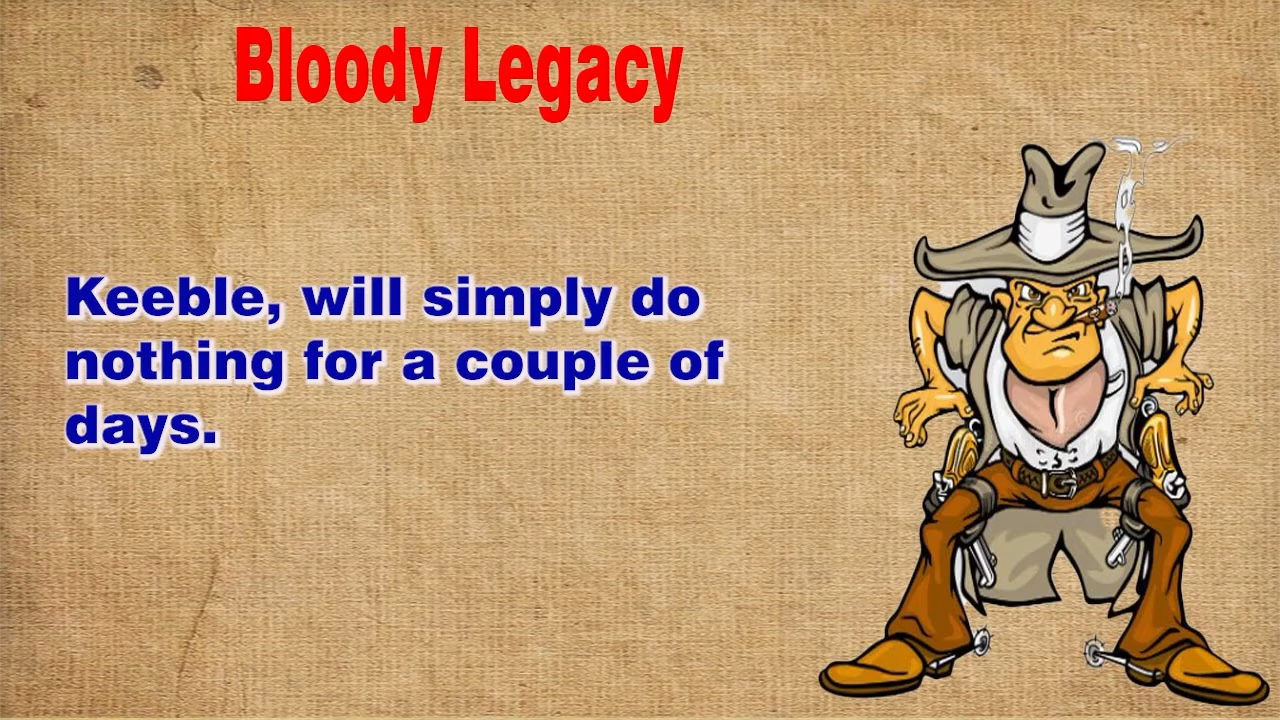 Bloody Legacy
Keeble, will simply do
nothing for a couple of
days.